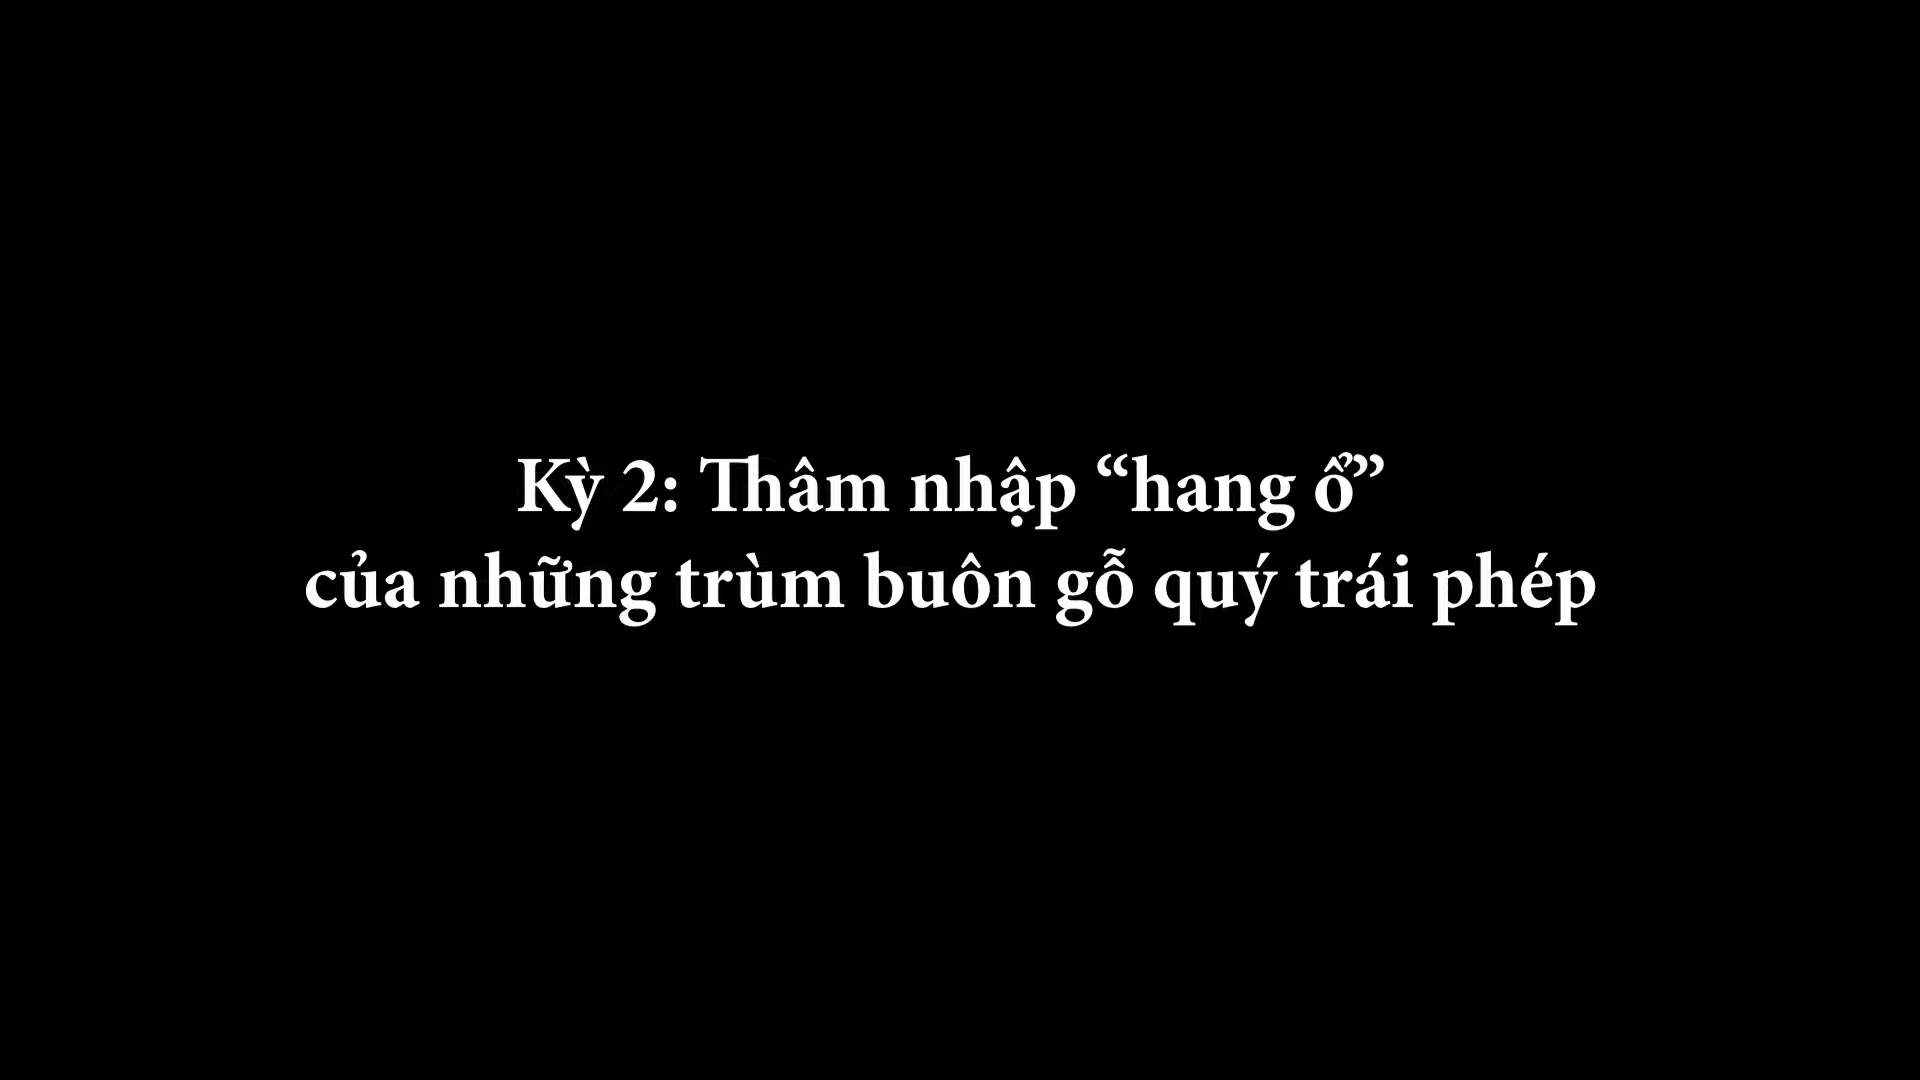 Kỳ 2: Thâm nhập “hang ổ”
của những trùm buôn gỗ quý trái phép